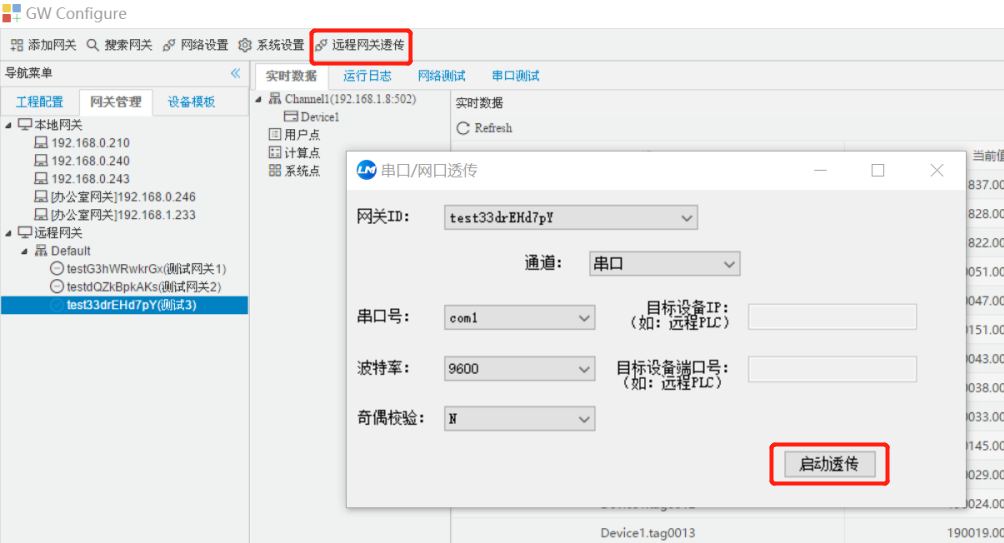 GW Configure
添加网关 搜索网关 网络设置 系统设置 远程网关透传
导航菜单
工程配置 网关管理 设备模板
本地网关
192.168.0.210
192.168.0.240
192.168.0.243
[办公室网关]192.168.0.246
[办公室网关]192.168.1.233
远程网关
Default
testG3hWRwkrGx(测试网关1)
testdQZkBpkAKs(测试网关2)
test33drEHd7pY(测试3)
实时数据 运行日志 网络测试 串口测试
Channel1(192.168.1.8:502)
Device1
用户点
计算点
系统点
实时数据
Refresh
当前值
LM 串口/网口透传
网关ID: test33drEHd7pY
通道: 串口
串口号: com1
目标设备IP:
(如: 远程PLC)
波特率: 9600
目标设备端口号:
(如: 远程PLC)
奇偶校验: N
启动透传
837.00
828.00
822.00
051.00
047.00
151.00
043.00
038.00
033.00
145.00
029.00
024.00
Device1.tag0013 190019.00